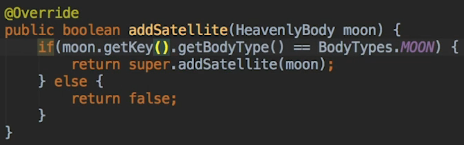 @Override
public boolean addSatellite(HeavenlyBody moon) {
    if(moon.getKey().getBodyType() == BodyTypes.MOON) {
        return super.addSatellite(moon);
    } else {
        return false;
    }
}